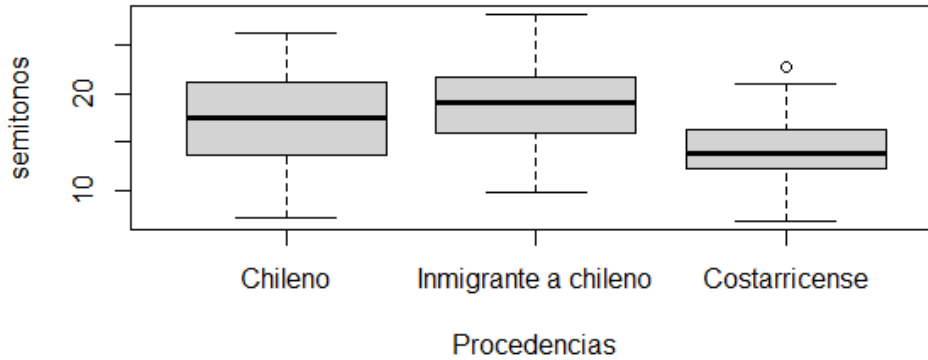 semitonos
20
10
Chileno
Inmigrante a chileno
Costarricense
Procedencias